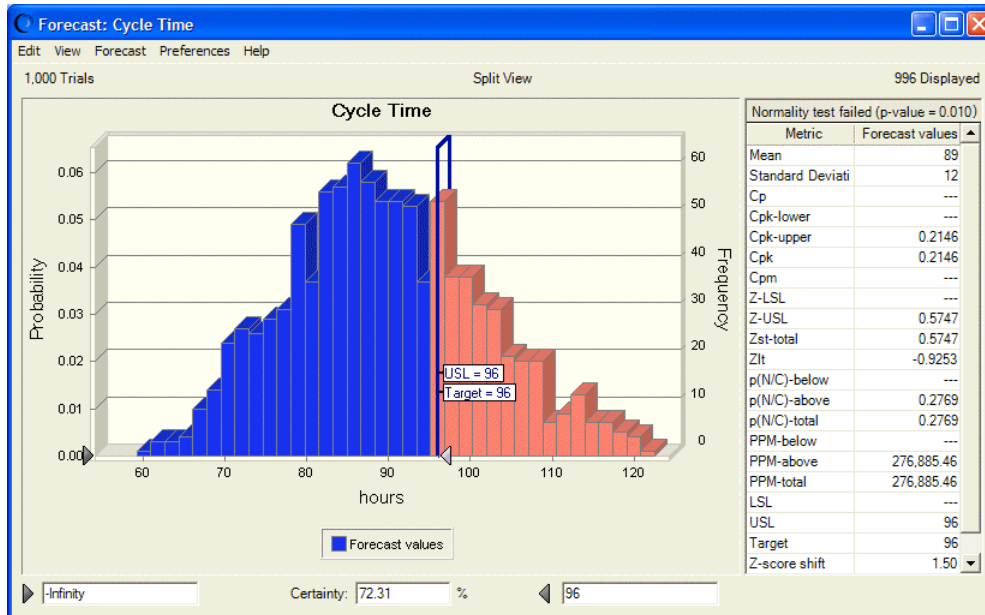 Forecast: Cycle Time
Edit View Forecast Preferences Help
1,000 Trials Split View 996 Displayed
Cycle Time
Probability
0.06
0.05
0.04
0.03
0.02
0.01
0.00
60
50
40
30
20
10
0
Frequency
USL = 96
Target = 96
60 70 80 90 100 110 120
hours
Forecast values
Normality test failed (p-value = 0.010)
Metric Forecast values
Mean 89
Standard Deviati 12
Cp ---
Cpk-lower ---
Cpk-upper 0.2146
Cpk 0.2146
Cpm ---
Z-LSL ---
Z-USL 0.5747
Zst-total 0.5747
Zlt -0.9253
p(N/C)-below ---
p(N/C)-above 0.2769
p(N/C)-total 0.2769
PPM-below ---
PPM-above 276,885.46
PPM-total 276,885.46
LSL ---
USL 96
Target 96
Z-score shift 1.50
-Infinity Certainty: 72.31 % 96